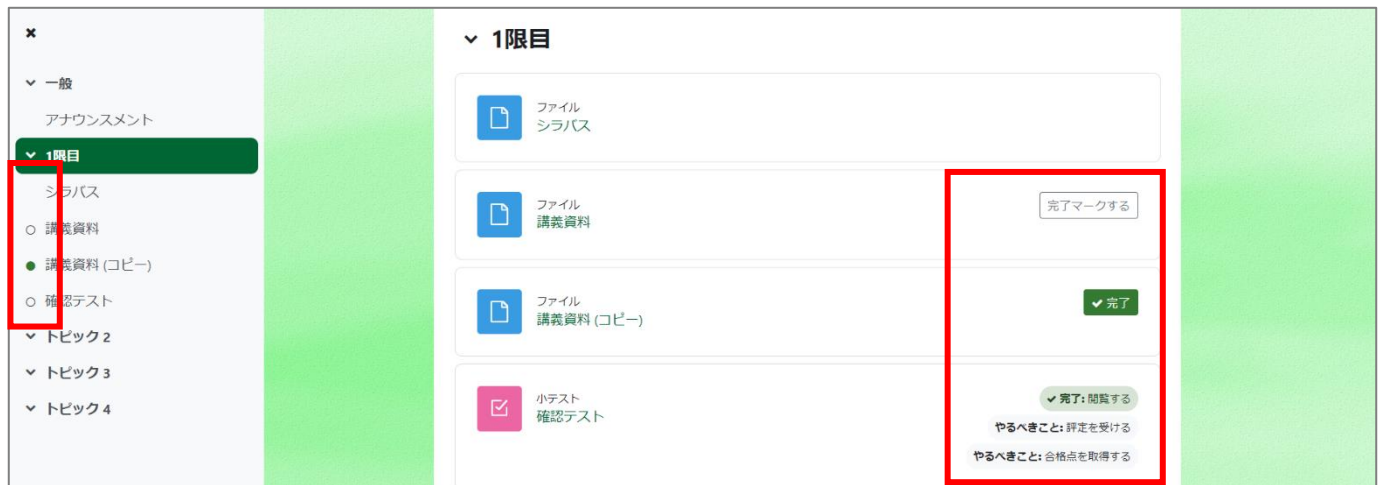 一般
アナウンスメント
1限目
シラバス
講義資料
講義資料 (コピー)
確認テスト
トピック 2
トピック 3
トピック 4
1限目
ファイル
シラバス
ファイル
講義資料
完了マークする
ファイル
講義資料 (コピー)
完了
小テスト
確認テスト
完了: 閲覧する
やるべきこと: 評定を受ける
やるべきこと: 合格点を取得する